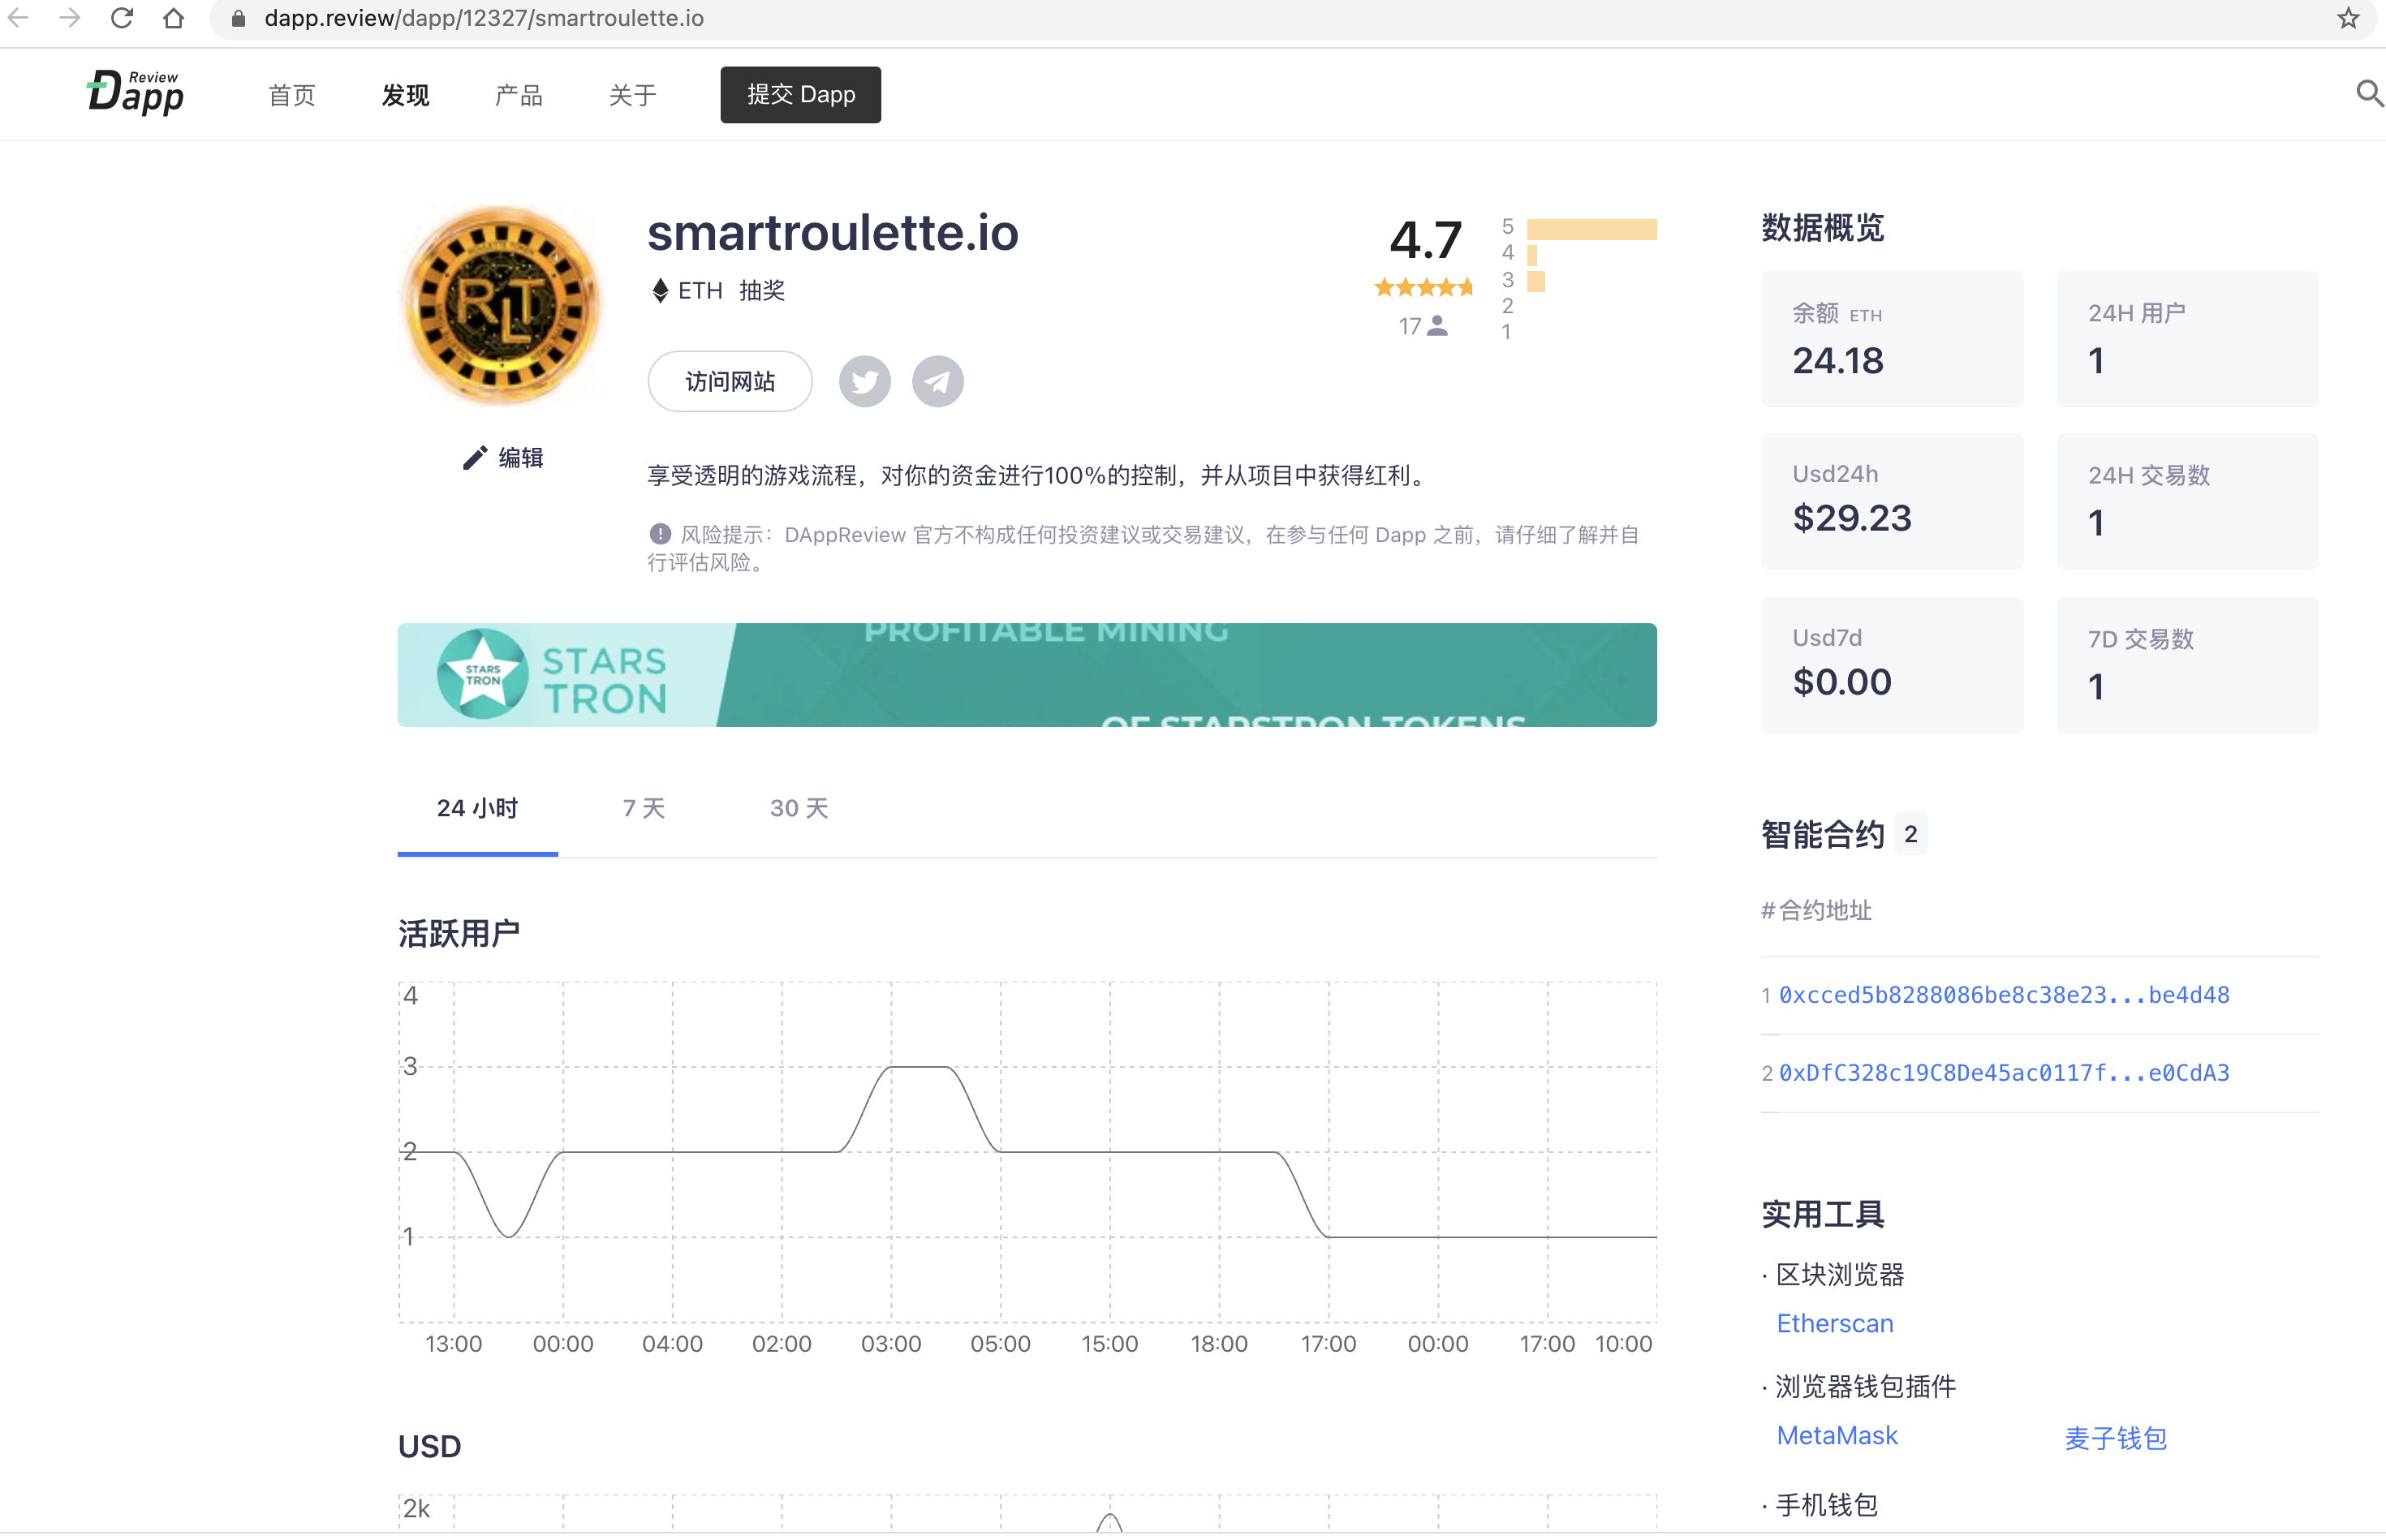 dapp.review/dapp/12327/smartroulette.io
Dapp Review
首页
发现
产品
关于
提交 Dapp
RLT
编辑
smartroulette.io
ETH 抽奖
访问网站
4.7
17
5
4
3
2
1
享受透明的游戏流程，对你的资金进行100%的控制，并从项目中获得红利。
风险提示：DAppReview 官方不构成任何投资建议或交易建议，在参与任何 Dapp 之前，请仔细了解并自
行评估风险。
STARS TRON
STARS
TRON
PROFITABLE MINING
OF STARSTRON TOKENS
24 小时
7 天
30 天
活跃用户
4
3
2
1
13:00 00:00 04:00 02:00 03:00 05:00 15:00 18:00 17:00 00:00 17:00 10:00
USD
2k
数据概览
余额 ETH
24.18
24H 用户
1
Usd24h
$29.23
24H 交易数
1
Usd7d
$0.00
7D 交易数
1
智能合约 2
#合约地址
1 0xcced5b8288086be8c38e23...be4d48
2 0xDfC328c19C8De45ac0117f...e0CdA3
实用工具
· 区块浏览器
Etherscan
· 浏览器钱包插件
MetaMask
麦子钱包
· 手机钱包